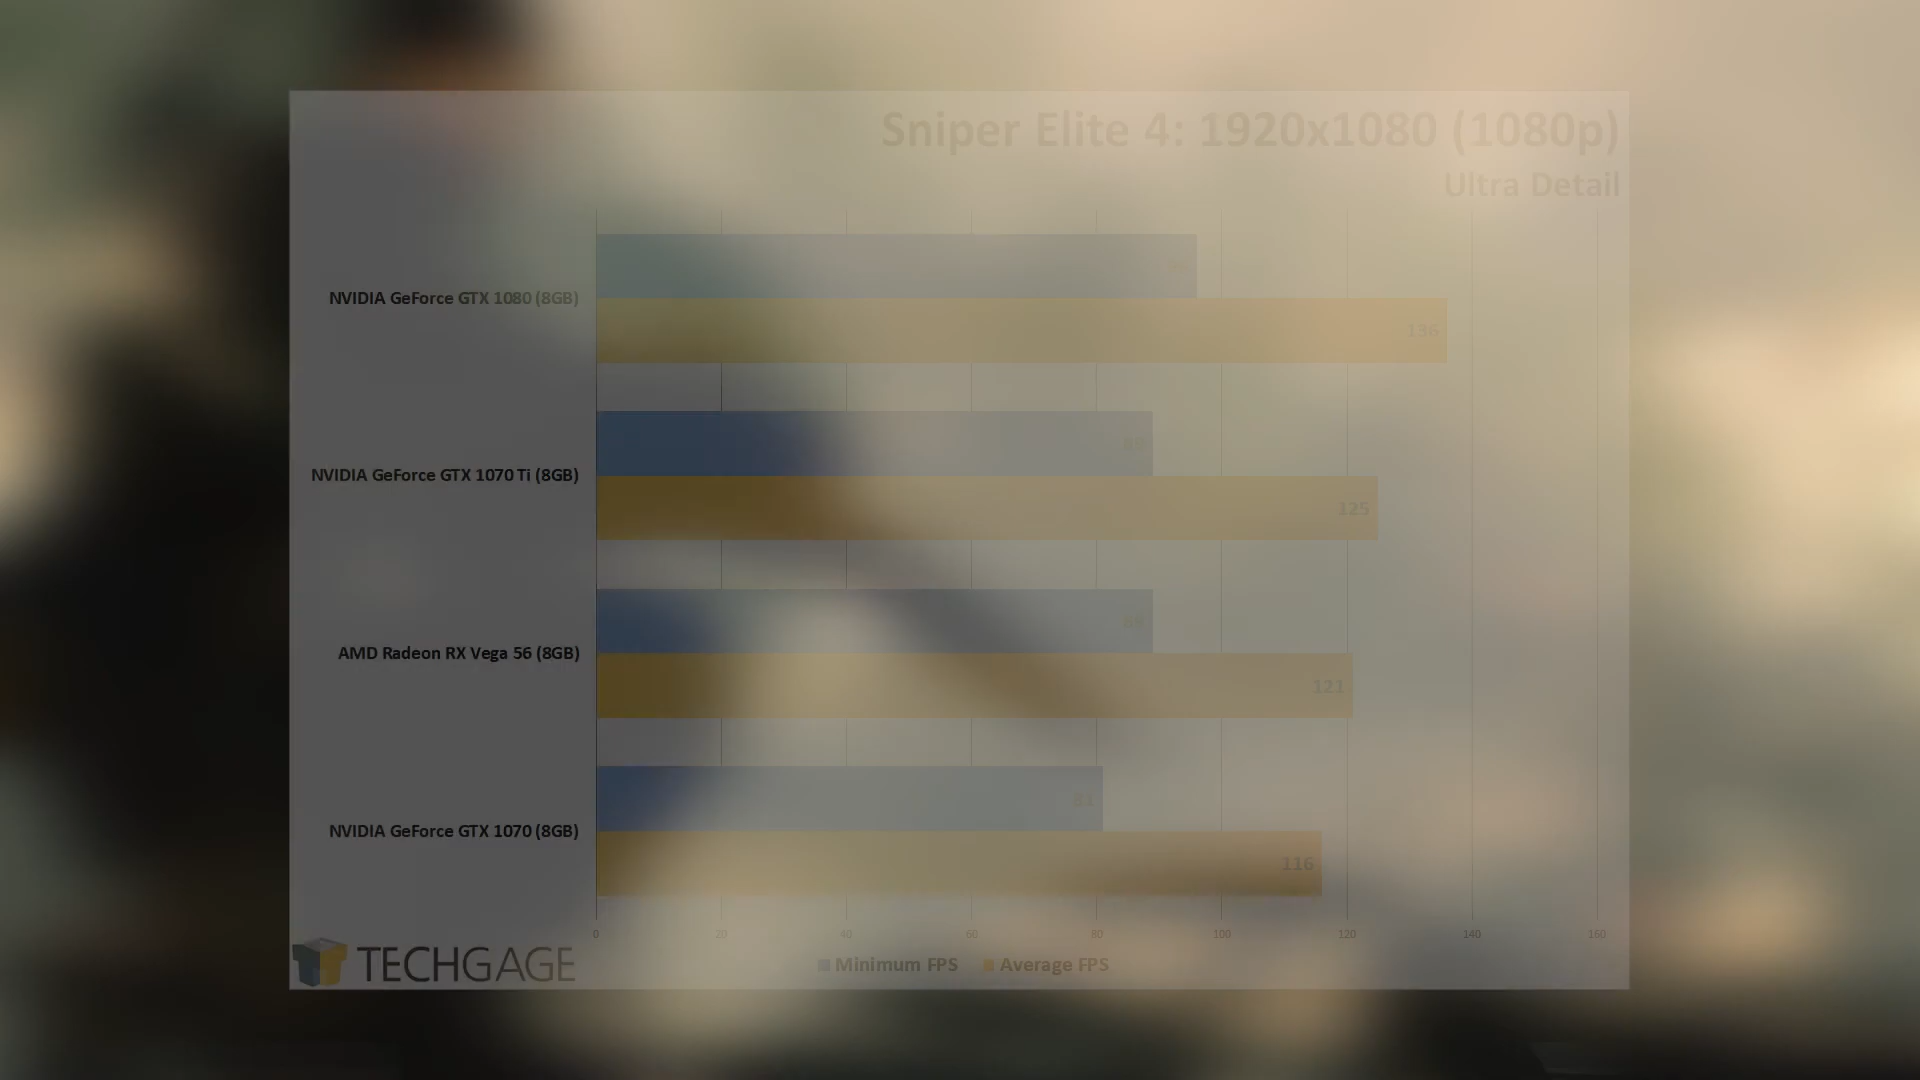 Sniper Elite 4: 1920x1080 (1080p)
Ultra Detail
NVIDIA GeForce GTX 1080 (8GB)
136
NVIDIA GeForce GTX 1070 Ti (8GB)
125
AMD Radeon RX Vega 56 (8GB)
121
NVIDIA GeForce GTX 1070 (8GB)
81
116
0 20 40 60 80 100 120 140 160
Minimum FPS Average FPS
TECHGAGE